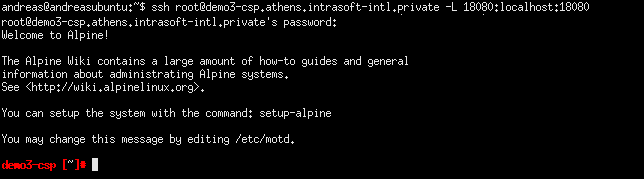 andreas@andreasubuntu:~$ ssh root@demo3-csp.athens.intrasoft-intl.private -L 18080:localhost:18080
root@demo3-csp.athens.intrasoft-intl.private's password:
Welcome to Alpine!
The Alpine Wiki contains a large amount of how-to guides and general
information about administrating Alpine systems.
See <http://wiki.alpinelinux.org>.
You can setup the system with the command: setup-alpine
You may change this message by editing /etc/motd.
demo3-csp [~]#